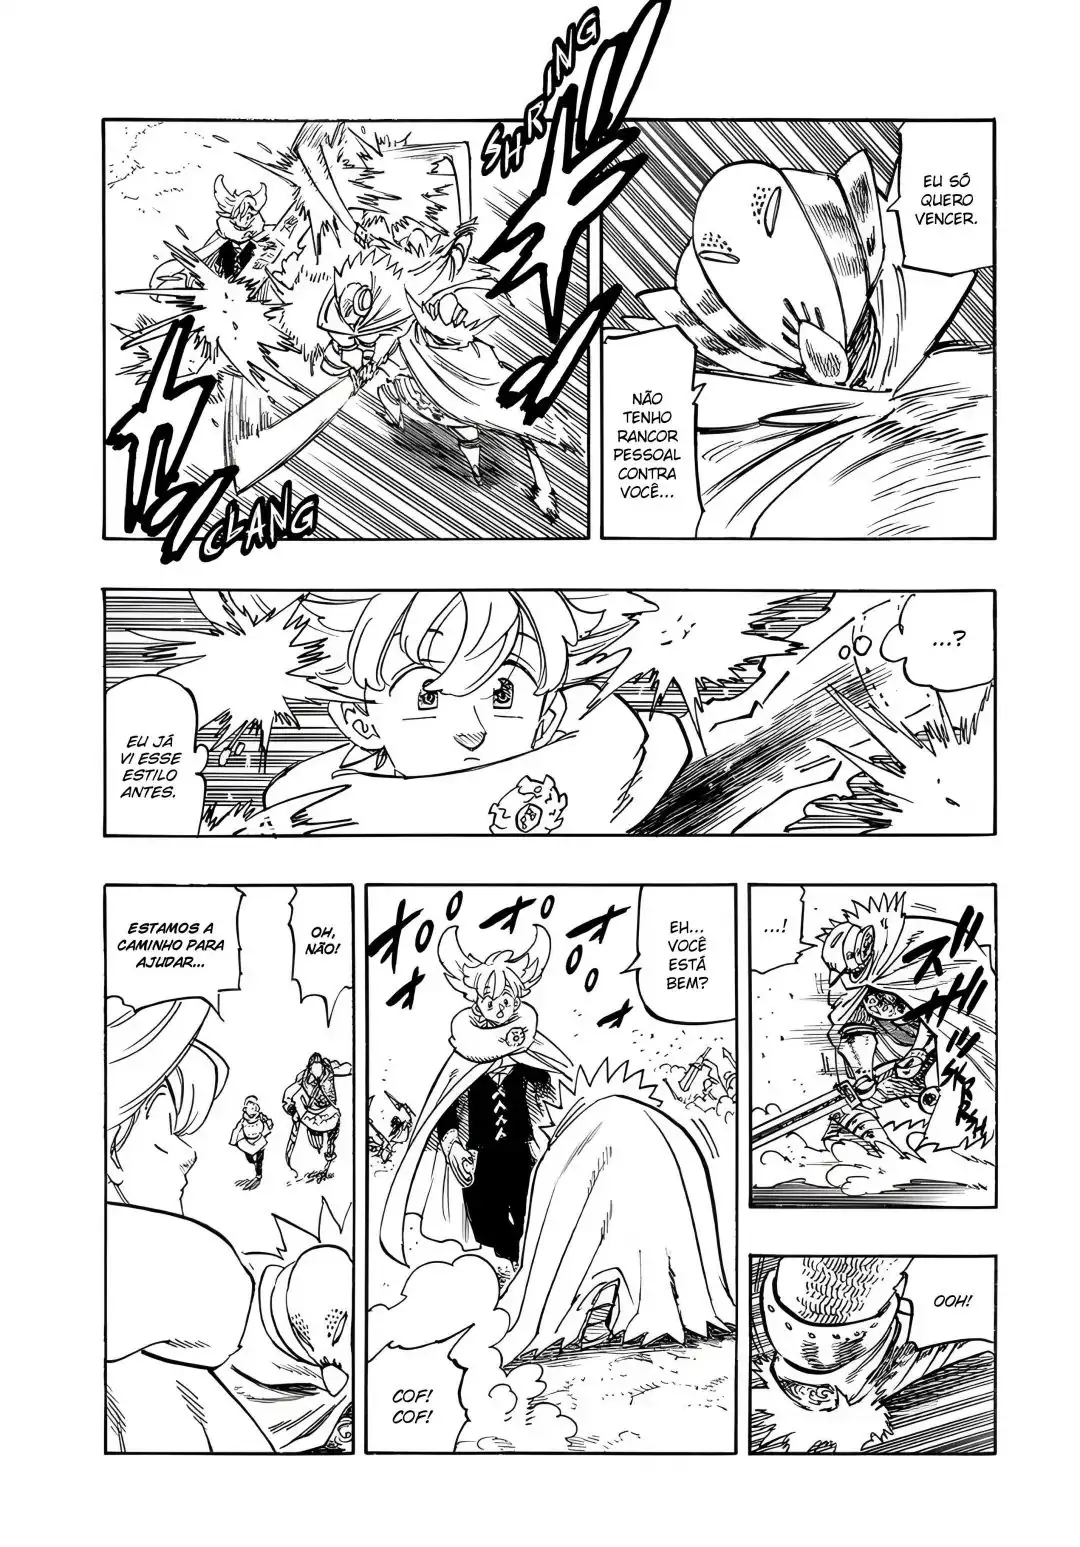 EU SÓ
QUERO
VENCER.
NÃO
TENHO
RANCOR
PESSOAL
CONTRA
VOCÊ...
SHRING
CLANG
...?
EU JÁ
VI ESSE
ESTILO
ANTES.
...!
OOH!
EH...
VOCÊ
ESTÁ
BEM?
COF!
COF!
OH,
NÃO!
ESTAMOS A
CAMINHO PARA
AJUDAR...